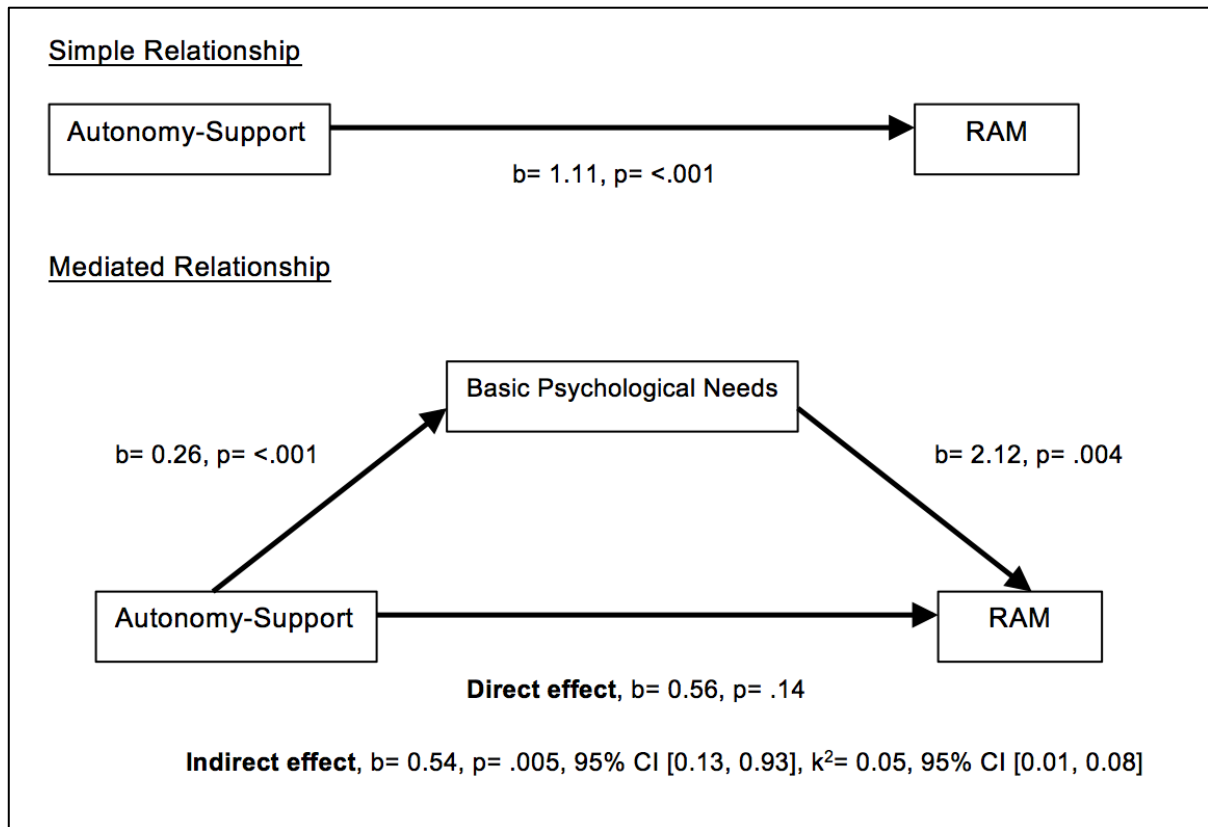 Simple Relationship
Autonomy-Support
RAM
b= 1.11, p= <.001
Mediated Relationship
Basic Psychological Needs
b= 0.26, p= <.001
b= 2.12, p= .004
Autonomy-Support
RAM
Direct effect, b= 0.56, p= .14
Indirect effect, b= 0.54, p= .005, 95% CI [0.13, 0.93], k²= 0.05, 95% CI [0.01, 0.08]